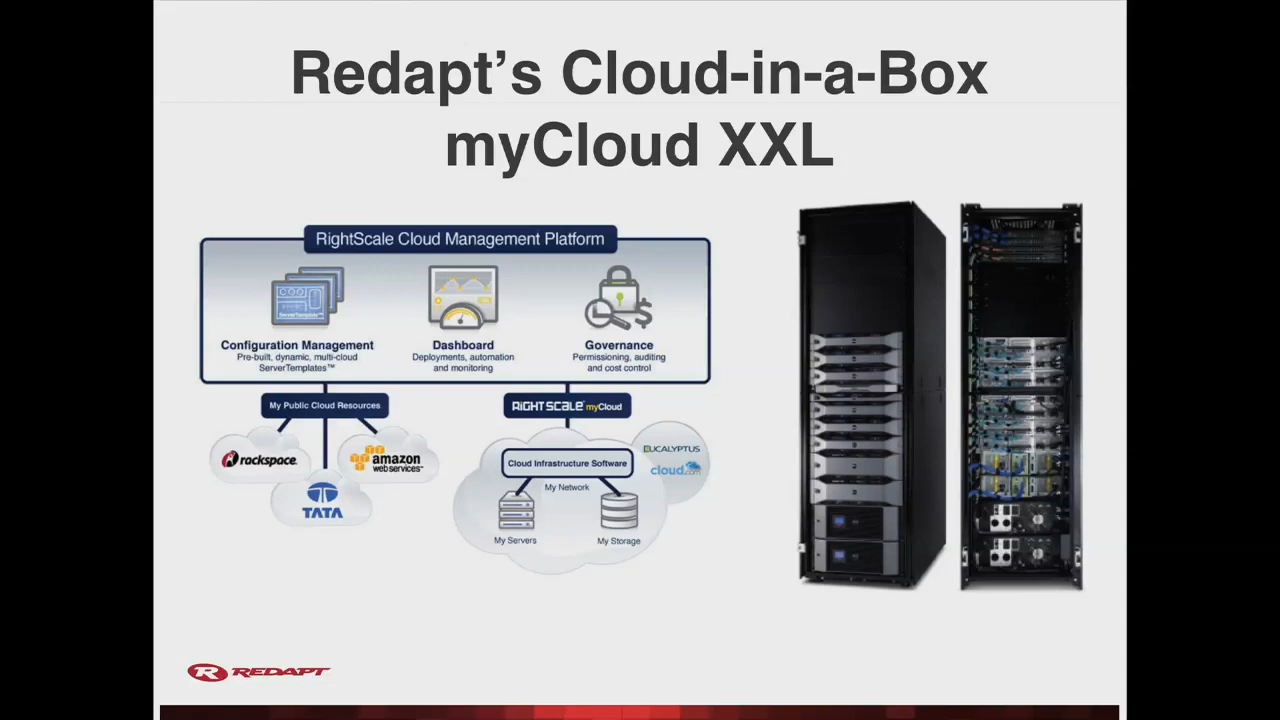 Redapt's Cloud-in-a-Box
myCloud XXL
RightScale Cloud Management Platform
ServerTemplate™
Configuration Management
Pre-built, dynamic, multi-cloud
ServerTemplates™
Dashboard
Deployments, automation
and monitoring
Governance
Permissioning, auditing
and cost control
My Public Cloud Resources
RIGHTSCALE® myCloud
rackspace.
amazon
webservices™
TATA
Cloud Infrastructure Software
EUCALYPTUS
cloud.com
My Network
My Servers
My Storage
R REDAPT